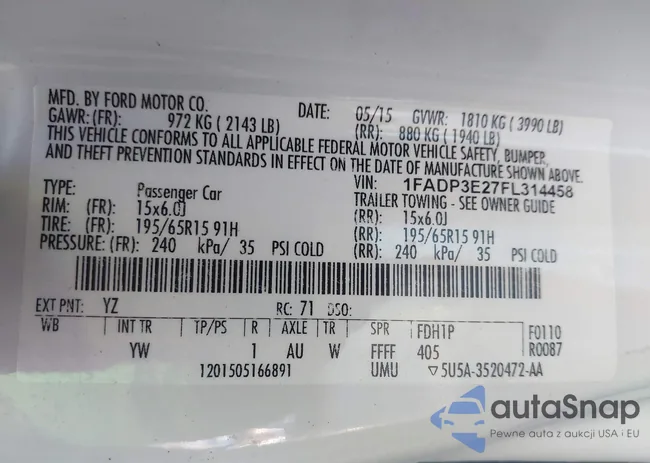 MFD. BY FORD MOTOR CO. DATE: 05/15 GVWR: 1810 KG ( 3990 LB)
GAWR: (FR): 972 KG ( 2143 LB) (RR): 880 KG ( 1940 LB)
THIS VEHICLE CONFORMS TO ALL APPLICABLE FEDERAL MOTOR VEHICLE SAFETY, BUMPER,
AND THEFT PREVENTION STANDARDS IN EFFECT ON THE DATE OF MANUFACTURE SHOWN ABOVE.
VIN: 1FADP3E27FL314458
TYPE: Passenger Car TRAILER TOWING - SEE OWNER GUIDE
RIM: (FR): 15x6.0J (RR): 15x6.0J
TIRE: (FR): 195/65R15 91H (RR): 195/65R15 91H
PRESSURE: (FR): 240 kPa/ 35 PSI COLD (RR): 240 kPa/ 35 PSI COLD
EXT PNT: YZ RC: 71 DSO:
WB INT TR TP/PS R AXLE TR SPR FDH1P F0110
YW 1 AU W FFFF 405 R0087
1201505166891 UMU ▽5U5A-3520472-AA
autaSnap
Pewne auta z aukcji USA i EU